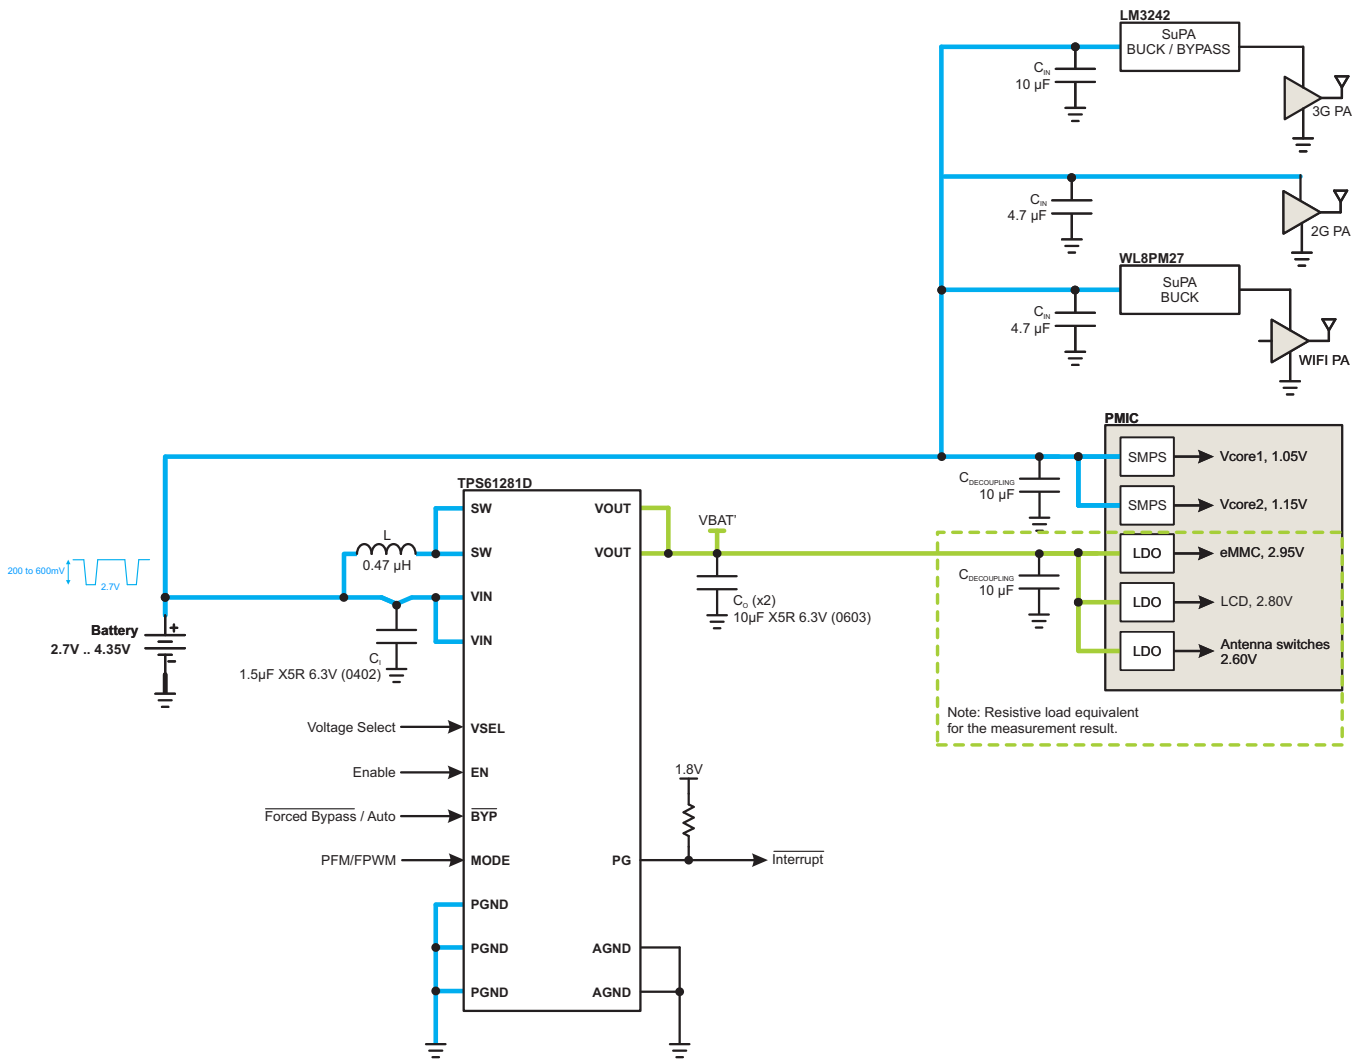 LM3242
SuPA
BUCK / BYPASS
CIN
10 µF
3G PA
CIN
4.7 µF
2G PA
WL8PM27
SuPA
BUCK
CIN
4.7 µF
WIFI PA
PMIC
SMPS
Vcore1, 1.05V
CDECOUPLING
10 µF
SMPS
Vcore2, 1.15V
TPS61281D
SW
VOUT
VBAT'
L
0.47 µH
SW
VOUT
LDO
eMMC, 2.95V
200 to 600mV
2.7V
CDECOUPLING
10 µF
VIN
CO (x2)
10µF X5R 6.3V (0603)
LDO
LCD, 2.80V
Battery
2.7V .. 4.35V
VIN
LDO
Antenna switches
2.60V
CI
1.5µF X5R 6.3V (0402)
Note: Resistive load equivalent
for the measurement result.
Voltage Select
VSEL
Enable
EN
1.8V
Forced Bypass / Auto
BYP
PFM/FPWM
MODE
PG
Interrupt
PGND
PGND
AGND
PGND
AGND